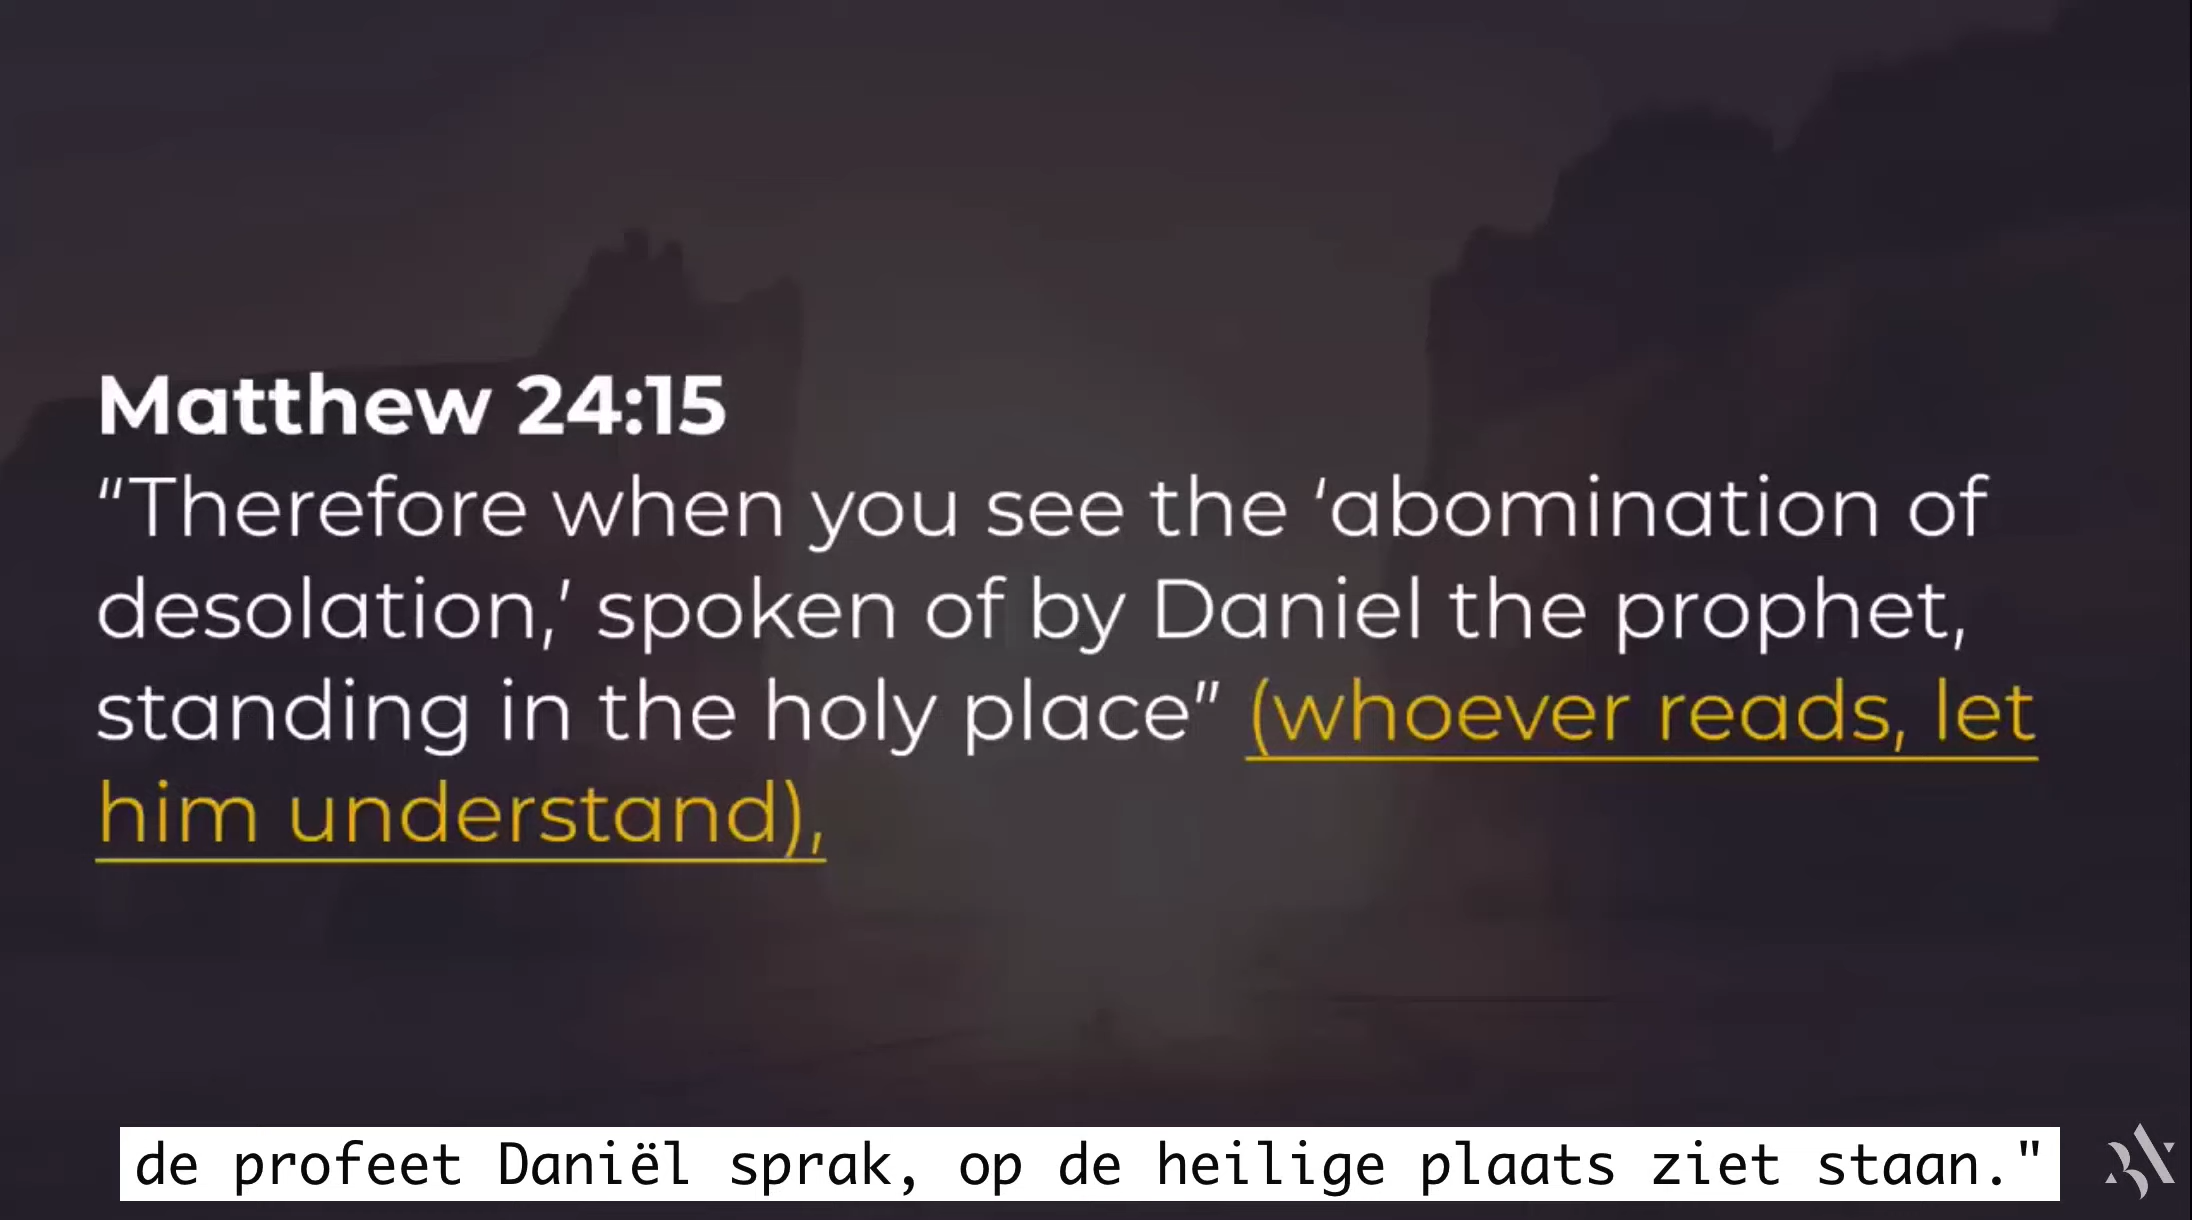 Matthew 24:15
“Therefore when you see the ‘abomination of
desolation,’ spoken of by Daniel the prophet,
standing in the holy place” (whoever reads, let
him understand),
de profeet Daniël sprak, op de heilige plaats ziet staan."